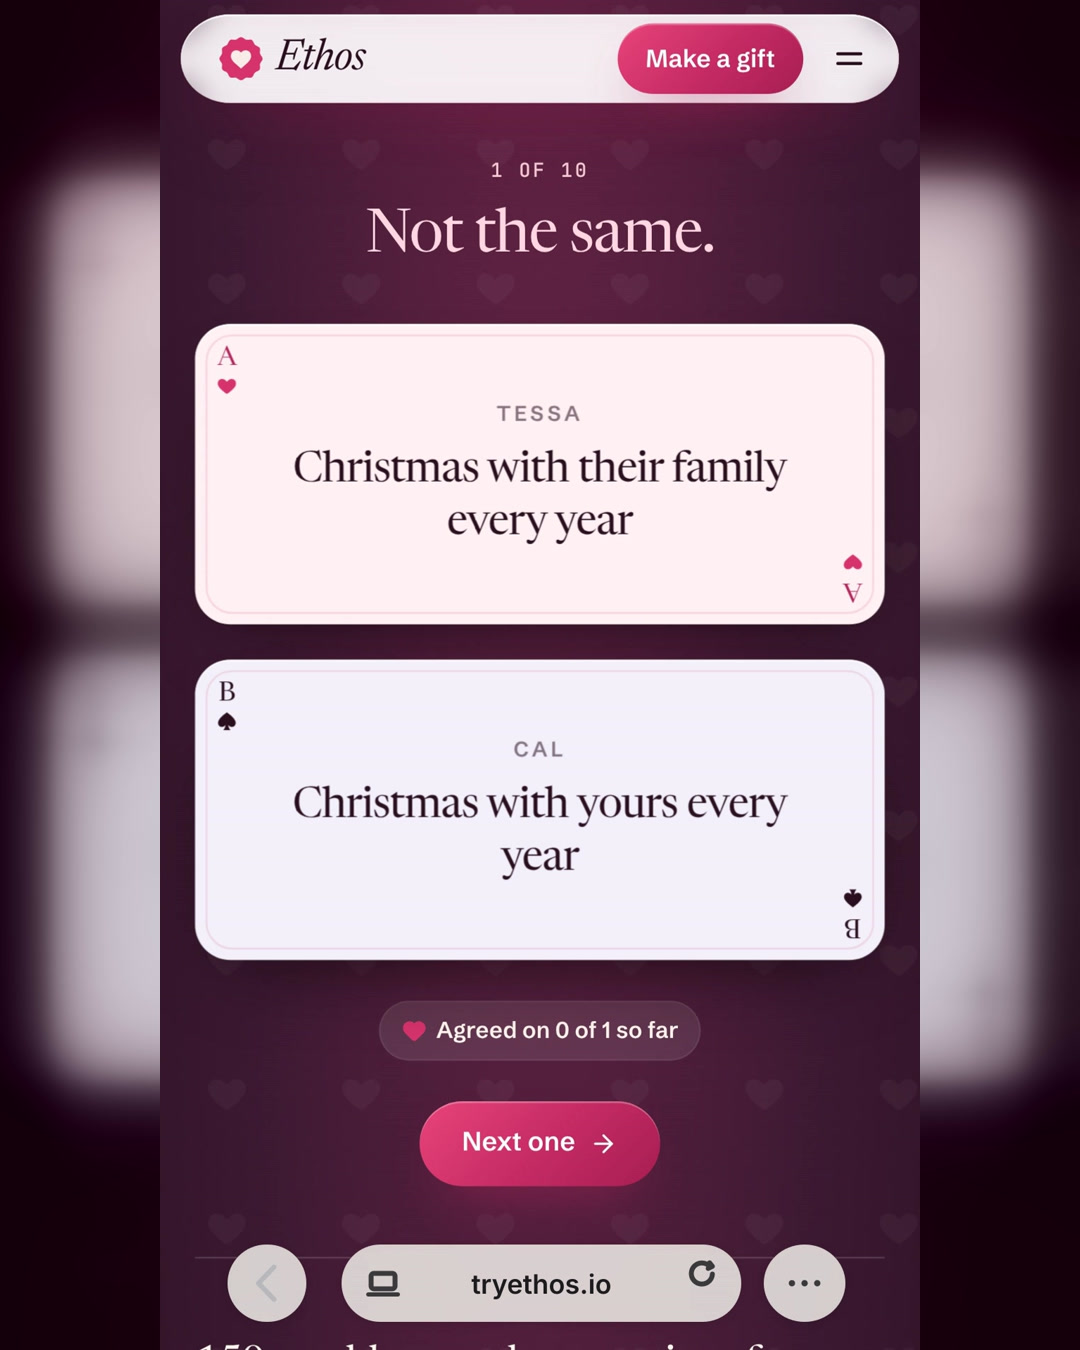 Ethos
Make a gift
1 OF 10
Not the same.
A
TESSA
Christmas with their family
every year
A
B
CAL
Christmas with yours every
year
B
Agreed on 0 of 1 so far
Next one →
tryethos.io